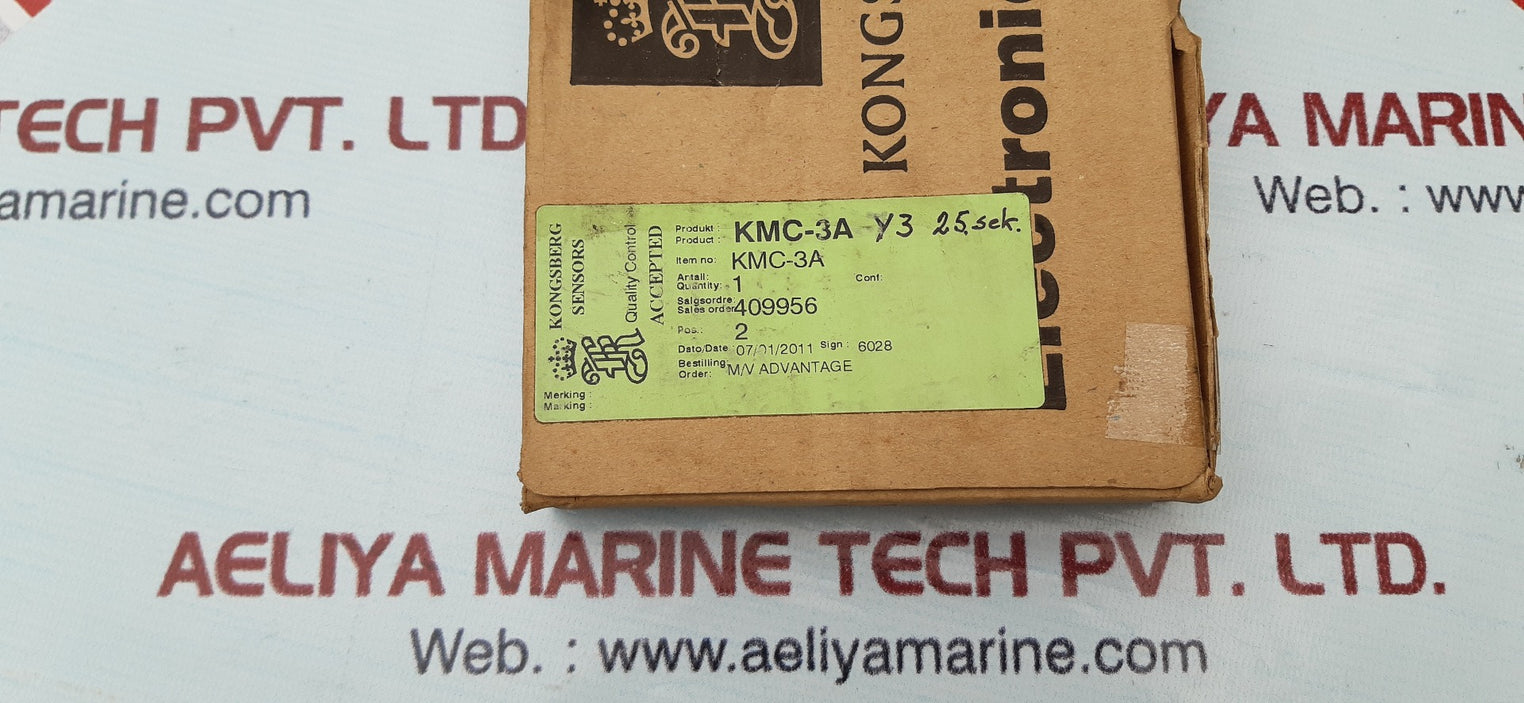 TECH PVT. LTD
yamarine.com
KONGS
Electronic
YA MARIN
Web. : www
KONGSBERG
SENSORS
Quality Control
ACCEPTED
Produkt :
Product : KMC-3A Y3 25.sek.
Item no: KMC-3A
Antall:
Quantity: 1 Cont:
Salgsordre:
Sales order 409956
Pos.: 2
Dato/Date 07/01/2011 Sign : 6028
Bestilling
Order: M/V ADVANTAGE
Merking :
Marking :
AELIYA MARINE TECH PVT. LTD.
Web. : www.aeliyamarine.com